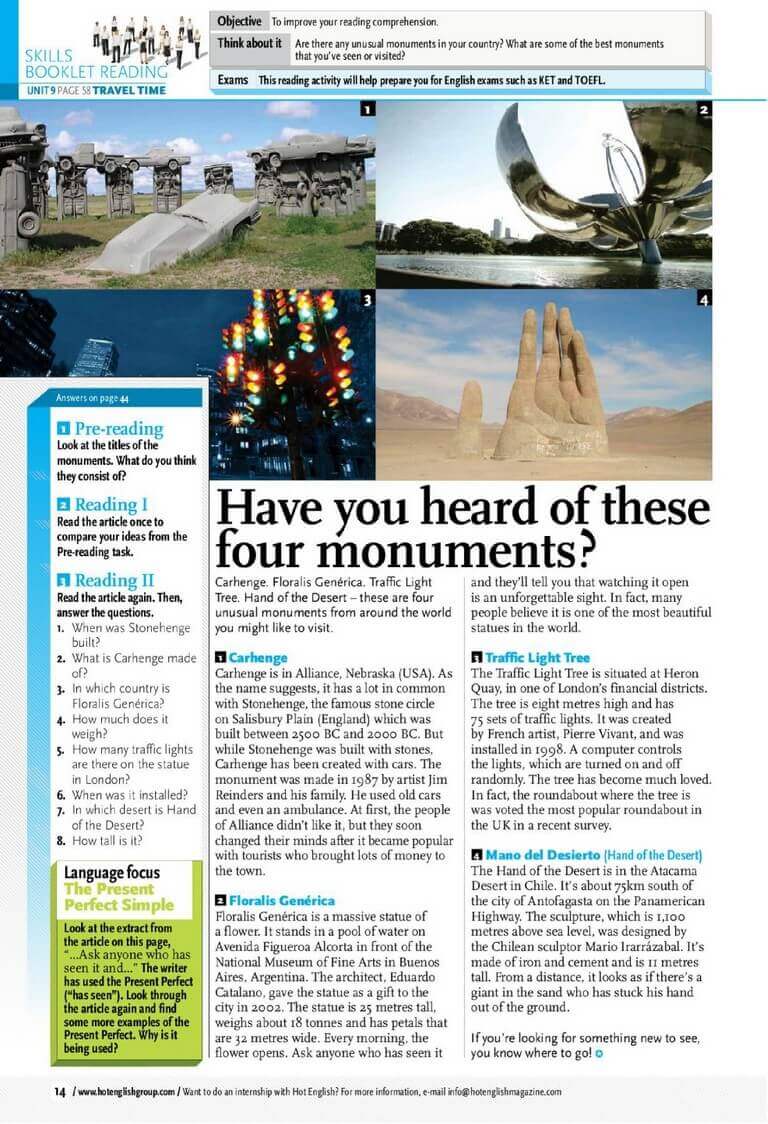 SKILLS
BOOKLET READING
UNIT 9 PAGE 58 TRAVEL TIME
Objective To improve your reading comprehension.
Think about it Are there any unusual monuments in your country? What are some of the best monuments
that you've seen or visited?
Exams This reading activity will help prepare you for English exams such as KET and TOEFL.
1
2
3
4
Answers on page 44
1 Pre-reading
Look at the titles of the
monuments. What do you think
they consist of?
2 Reading I
Read the article once to
compare your ideas from the
Pre-reading task.
3 Reading II
Read the article again. Then,
answer the questions.
1. When was Stonehenge
built?
2. What is Carhenge made
of?
3. In which country is
Floralis Genérica?
4. How much does it
weigh?
5. How many traffic lights
are there on the statue
in London?
6. When was it installed?
7. In which desert is Hand
of the Desert?
8. How tall is it?
Language focus
The Present
Perfect Simple
Look at the extract from
the article on this page,
“...Ask anyone who has
seen it and...” The writer
has used the Present Perfect
(“has seen”). Look through
the article again and find
some more examples of the
Present Perfect. Why is it
being used?
Have you heard of these
four monuments?
Carhenge. Floralis Genérica. Traffic Light
Tree. Hand of the Desert – these are four
unusual monuments from around the world
you might like to visit.
1 Carhenge
Carhenge is in Alliance, Nebraska (USA). As
the name suggests, it has a lot in common
with Stonehenge, the famous stone circle
on Salisbury Plain (England) which was
built between 2500 BC and 2000 BC. But
while Stonehenge was built with stones,
Carhenge has been created with cars. The
monument was made in 1987 by artist Jim
Reinders and his family. He used old cars
and even an ambulance. At first, the people
of Alliance didn't like it, but they soon
changed their minds after it became popular
with tourists who brought lots of money to
the town.
2 Floralis Genérica
Floralis Genérica is a massive statue of
a flower. It stands in a pool of water on
Avenida Figueroa Alcorta in front of the
National Museum of Fine Arts in Buenos
Aires, Argentina. The architect, Eduardo
Catalano, gave the statue as a gift to the
city in 2002. The statue is 25 metres tall,
weighs about 18 tonnes and has petals that
are 32 metres wide. Every morning, the
flower opens. Ask anyone who has seen it
and they'll tell you that watching it open
is an unforgettable sight. In fact, many
people believe it is one of the most beautiful
statues in the world.
3 Traffic Light Tree
The Traffic Light Tree is situated at Heron
Quay, in one of London's financial districts.
The tree is eight metres high and has
75 sets of traffic lights. It was created
by French artist, Pierre Vivant, and was
installed in 1998. A computer controls
the lights, which are turned on and off
randomly. The tree has become much loved.
In fact, the roundabout where the tree is
was voted the most popular roundabout in
the UK in a recent survey.
4 Mano del Desierto (Hand of the Desert)
The Hand of the Desert is in the Atacama
Desert in Chile. It's about 75km south of
the city of Antofagasta on the Panamerican
Highway. The sculpture, which is 1,100
metres above sea level, was designed by
the Chilean sculptor Mario Irarrázabal. It's
made of iron and cement and is 11 metres
tall. From a distance, it looks as if there's a
giant in the sand who has stuck his hand
out of the ground.
If you're looking for something new to see,
you know where to go!
14 / www.hotenglishgroup.com / Want to do an internship with Hot English? For more information, e-mail info@hotenglishmagazine.com